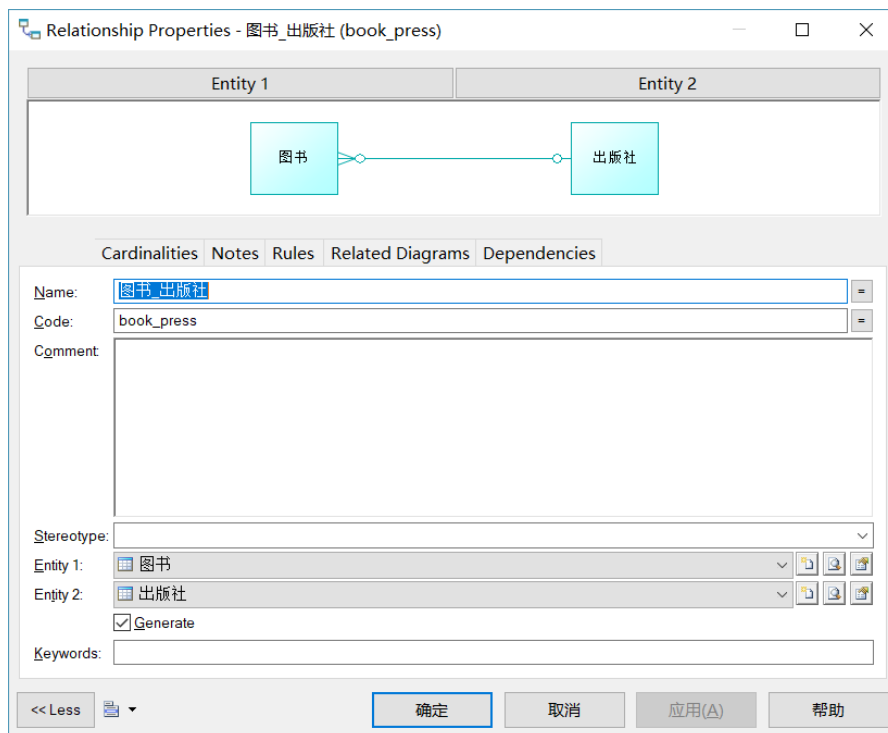 Relationship Properties - 图书_出版社 (book_press)
Entity 1 Entity 2
图书 出版社
Cardinalities Notes Rules Related Diagrams Dependencies
Name: 图书_出版社 =
Code: book_press =
Comment:
Stereotype:
Entity 1: 图书
Entity 2: 出版社
Generate
Keywords:
<< Less 确定 取消 应用(A) 帮助